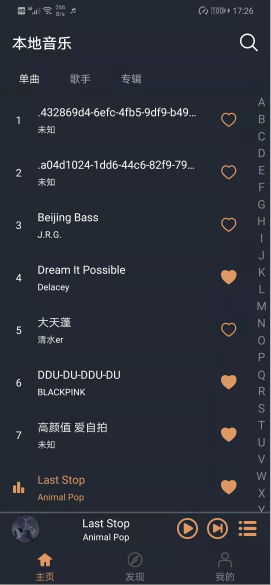 266 B/s 100 17:26
本地音乐
单曲 歌手 专辑
1 .432869d4-6efc-4fb5-9df9-b49...
未知
2 .a04d1024-1dd6-44c6-82f9-79...
未知
3 Beijing Bass
J.R.G.
4 Dream It Possible
Delacey
5 大天蓬
清水er
6 DDU-DU-DDU-DU
BLACKPINK
7 高颜值 爱自拍
未知
Last Stop
Animal Pop
A
B
C
D
E
F
G
H
I
J
K
L
M
N
O
P
Q
R
S
T
U
V
W
X
Y
Last Stop
Animal Pop
主页 发现 我的